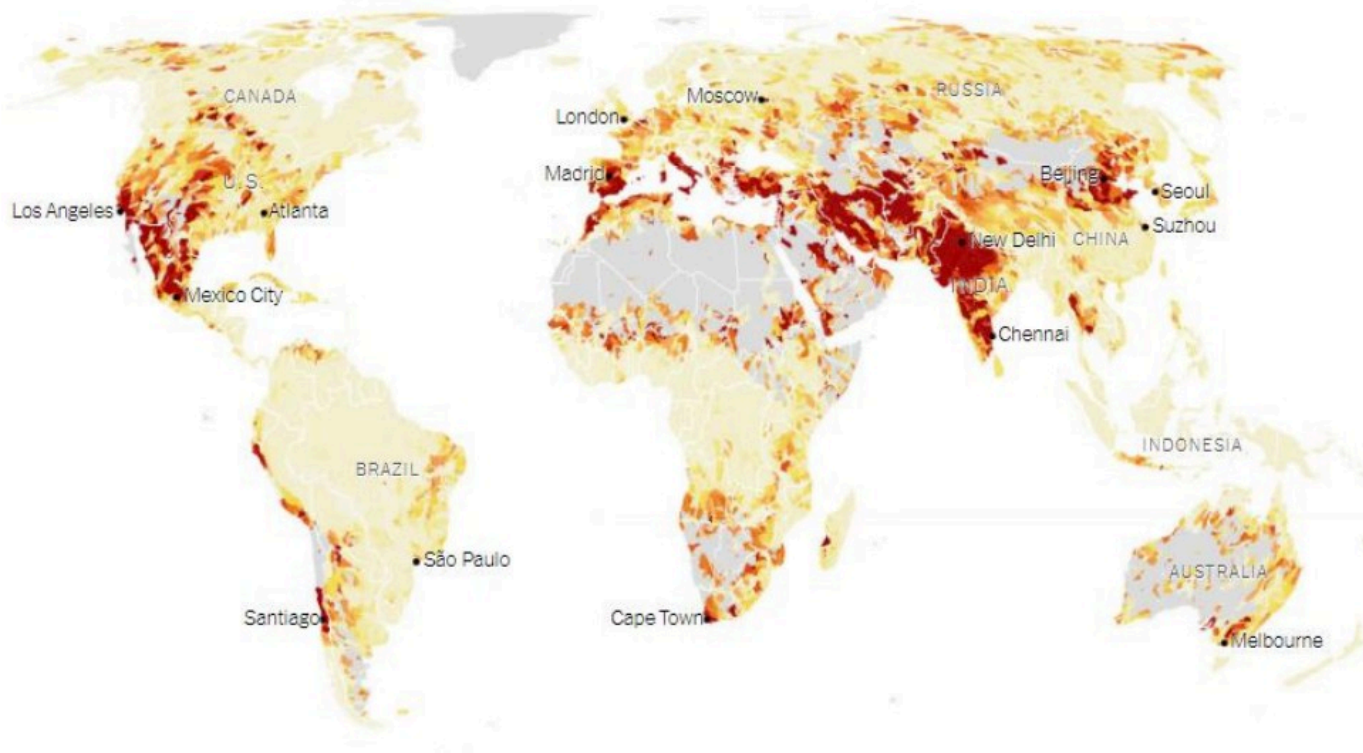 CANADA
RUSSIA
Moscow
London
Madrid
Beijing
U.S.
Seoul
Los Angeles
Atlanta
Suzhou
New Delhi
CHINA
INDIA
Mexico City
Chennai
INDONESIA
BRAZIL
São Paulo
AUSTRALIA
Santiago
Cape Town
Melbourne